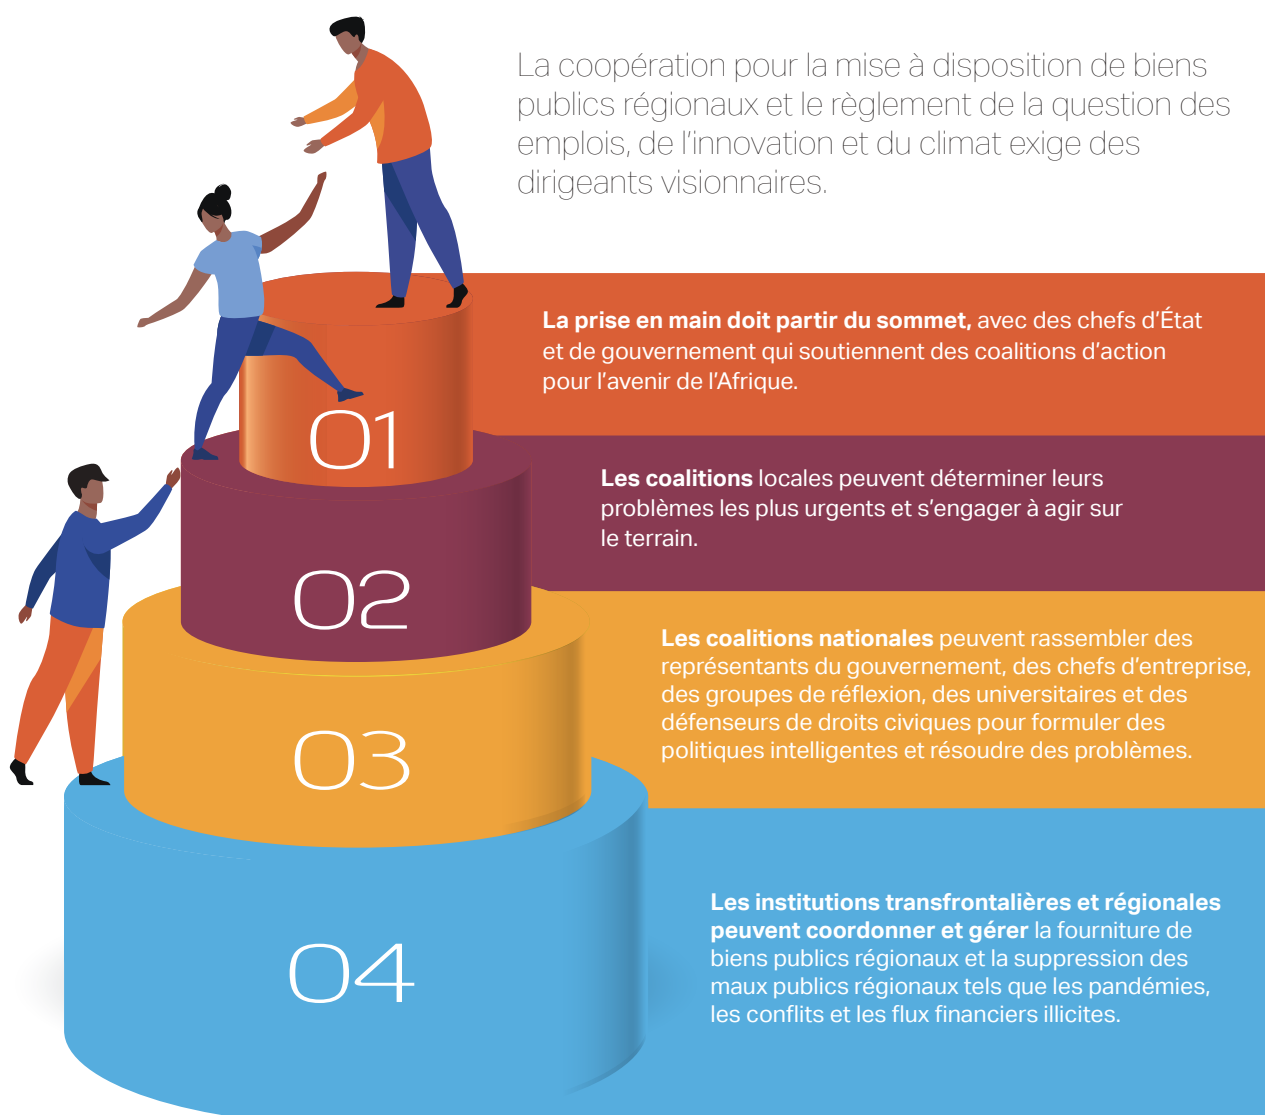 La coopération pour la mise à disposition de biens
publics régionaux et le règlement de la question des
emplois, de l'innovation et du climat exige des
dirigeants visionnaires.
La prise en main doit partir du sommet, avec des chefs d'État
et de gouvernement qui soutiennent des coalitions d'action
pour l'avenir de l'Afrique.
01
Les coalitions locales peuvent déterminer leurs
problèmes les plus urgents et s'engager à agir sur
le terrain.
02
Les coalitions nationales peuvent rassembler des
représentants du gouvernement, des chefs d'entreprise,
des groupes de réflexion, des universitaires et des
défenseurs de droits civiques pour formuler des
politiques intelligentes et résoudre des problèmes.
03
Les institutions transfrontalières et régionales
peuvent coordonner et gérer la fourniture de
biens publics régionaux et la suppression des
maux publics régionaux tels que les pandémies,
les conflits et les flux financiers illicites.
04